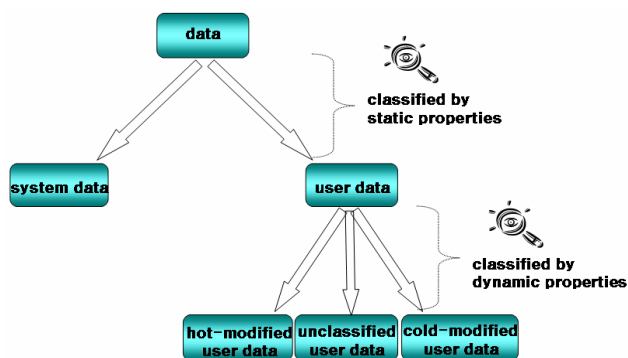 data
classified by
static properties
system data
user data
classified by
dynamic properties
hot-modified
user data
unclassified
user data
cold-modified
user data